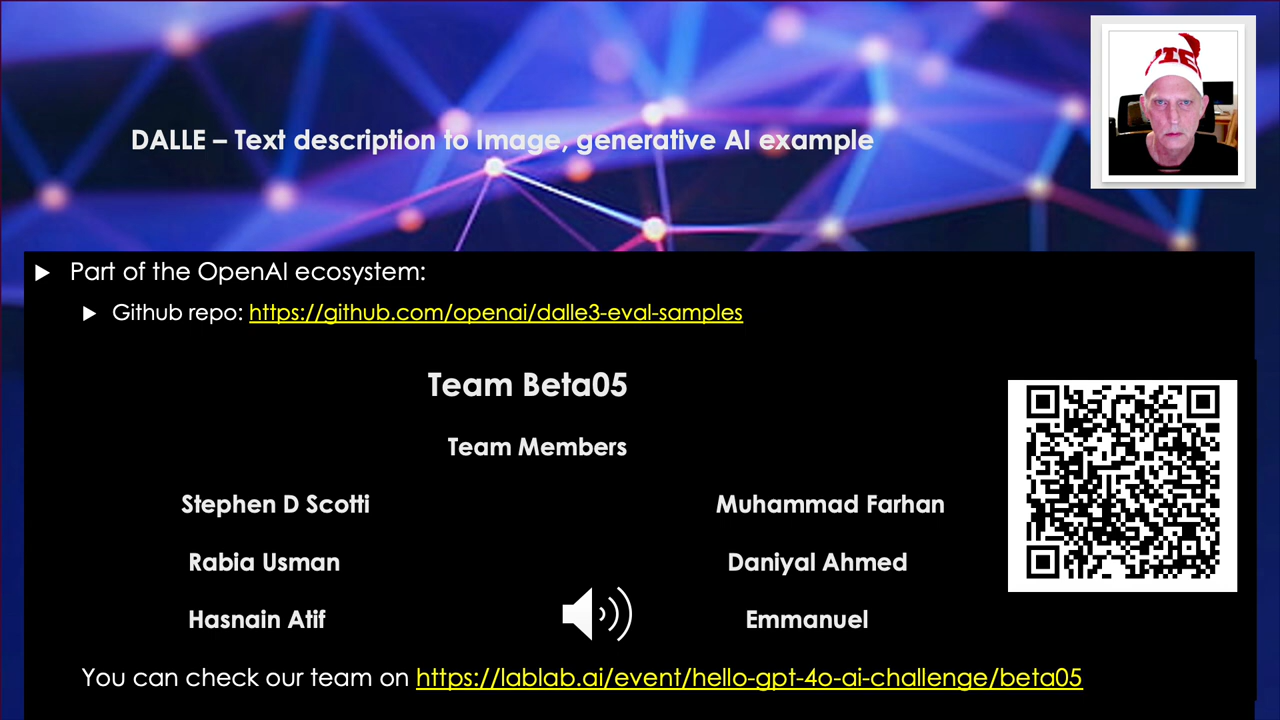 DALLE – Text description to Image, generative AI example
Part of the OpenAI ecosystem:
Github repo: https://github.com/openai/dalle3-eval-samples
Team Beta05
Team Members
Stephen D Scotti
Muhammad Farhan
Rabia Usman
Daniyal Ahmed
Hasnain Atif
Emmanuel
You can check our team on https://lablab.ai/event/hello-gpt-4o-ai-challenge/beta05